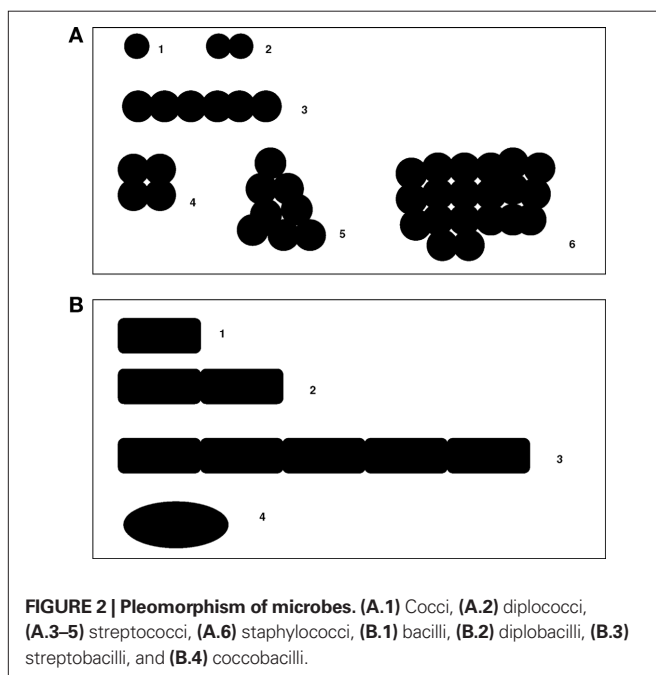 A
1
2
3
4
5
6
B
1
2
3
4
FIGURE 2 | Pleomorphism of microbes. (A.1) Cocci, (A.2) diplococci,
(A.3–5) streptococci, (A.6) staphylococci, (B.1) bacilli, (B.2) diplobacilli, (B.3)
streptobacilli, and (B.4) coccobacilli.